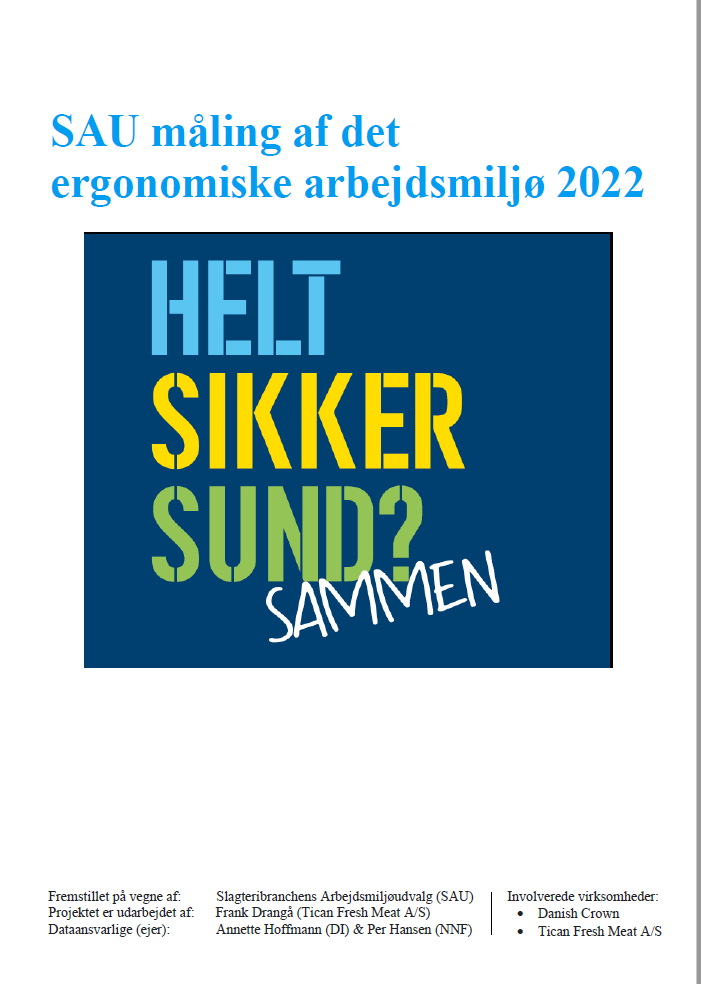 SAU måling af det
ergonomiske arbejdsmiljø 2022
HELT
SIKKER
SUND?
SAMMEN
Fremstillet på vegne af: Slagteribranchens Arbejdsmiljøudvalg (SAU)
Projektet er udarbejdet af: Frank Drangå (Tican Fresh Meat A/S)
Dataansvarlige (ejer): Annette Hoffmann (DI) & Per Hansen (NNF)
Involverede virksomheder:
• Danish Crown
• Tican Fresh Meat A/S